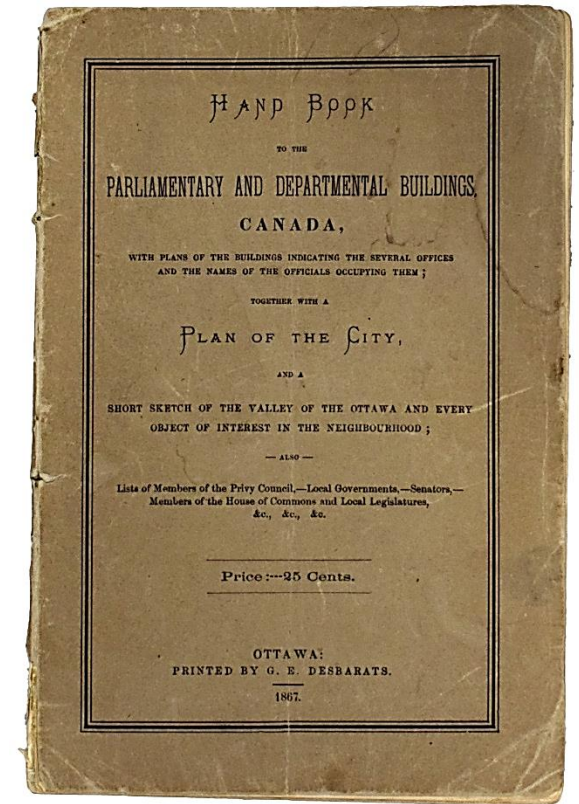 HAND BOOK
TO THE
PARLIAMENTARY AND DEPARTMENTAL BUILDINGS,
CANADA,
WITH PLANS OF THE BUILDINGS INDICATING THE SEVERAL OFFICES
AND THE NAMES OF THE OFFICIALS OCCUPYING THEM ;
TOGETHER WITH A
PLAN OF THE CITY,
AND A
SHORT SKETCH OF THE VALLEY OF THE OTTAWA AND EVERY
OBJECT OF INTEREST IN THE NEIGHBOURHOOD ;
— ALSO —
Lists of Members of the Privy Council,—Local Governments,—Senators,—
Members of the House of Commons and Local Legislatures,
&c., &c., &c.
Price :—25 Cents.
OTTAWA:
PRINTED BY G. E. DESBARATS.
1867.